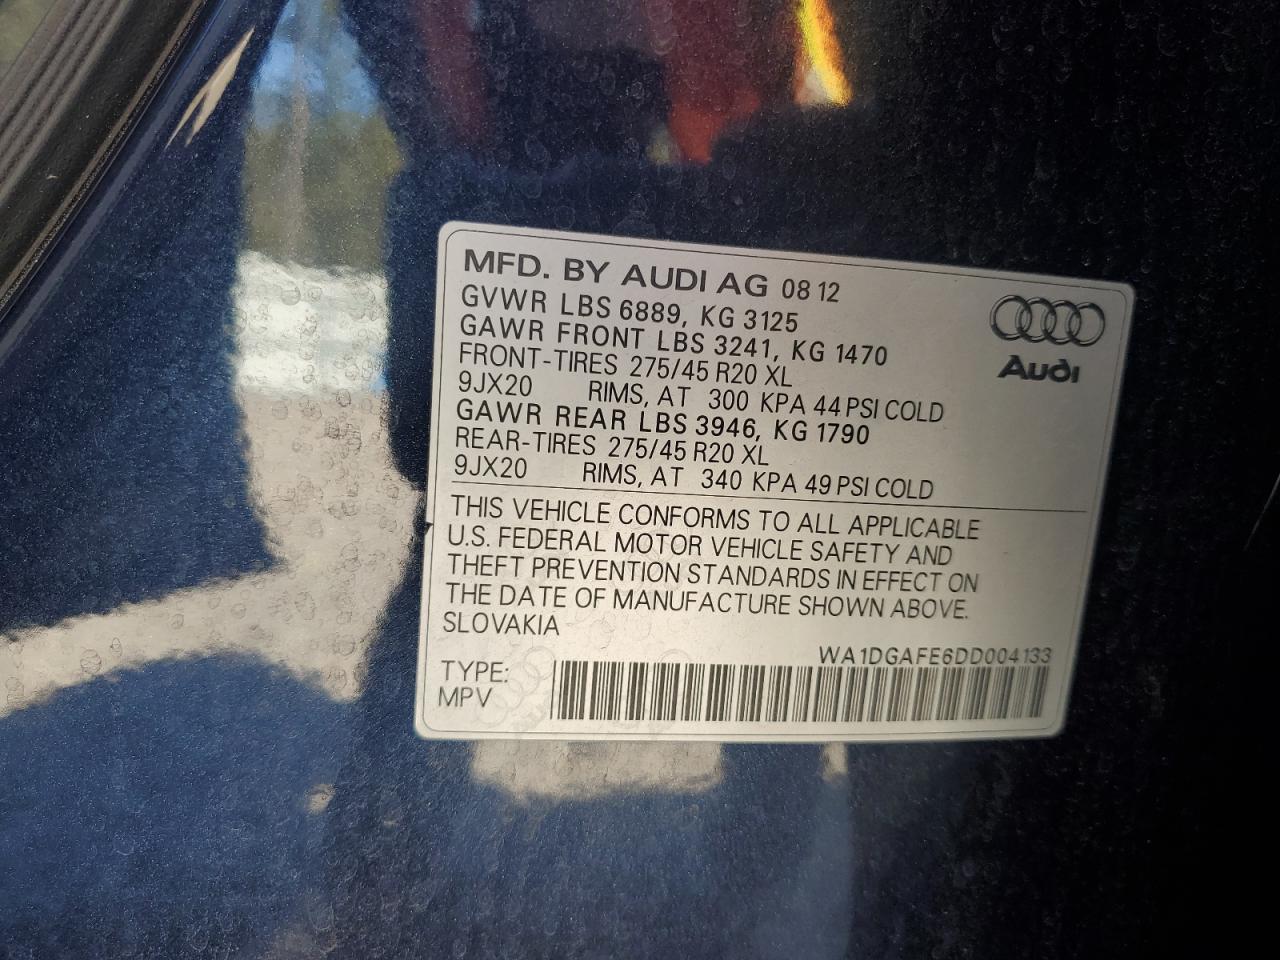 MFD. BY AUDI AG 08 12
GVWR LBS 6889, KG 3125
GAWR FRONT LBS 3241, KG 1470
FRONT-TIRES 275/45 R20 XL
9JX20 RIMS, AT 300 KPA 44 PSI COLD
GAWR REAR LBS 3946, KG 1790
REAR-TIRES 275/45 R20 XL
9JX20 RIMS, AT 340 KPA 49 PSI COLD
Audi
THIS VEHICLE CONFORMS TO ALL APPLICABLE
U.S. FEDERAL MOTOR VEHICLE SAFETY AND
THEFT PREVENTION STANDARDS IN EFFECT ON
THE DATE OF MANUFACTURE SHOWN ABOVE.
SLOVAKIA
WA1DGAFE6DD004133
TYPE:
MPV